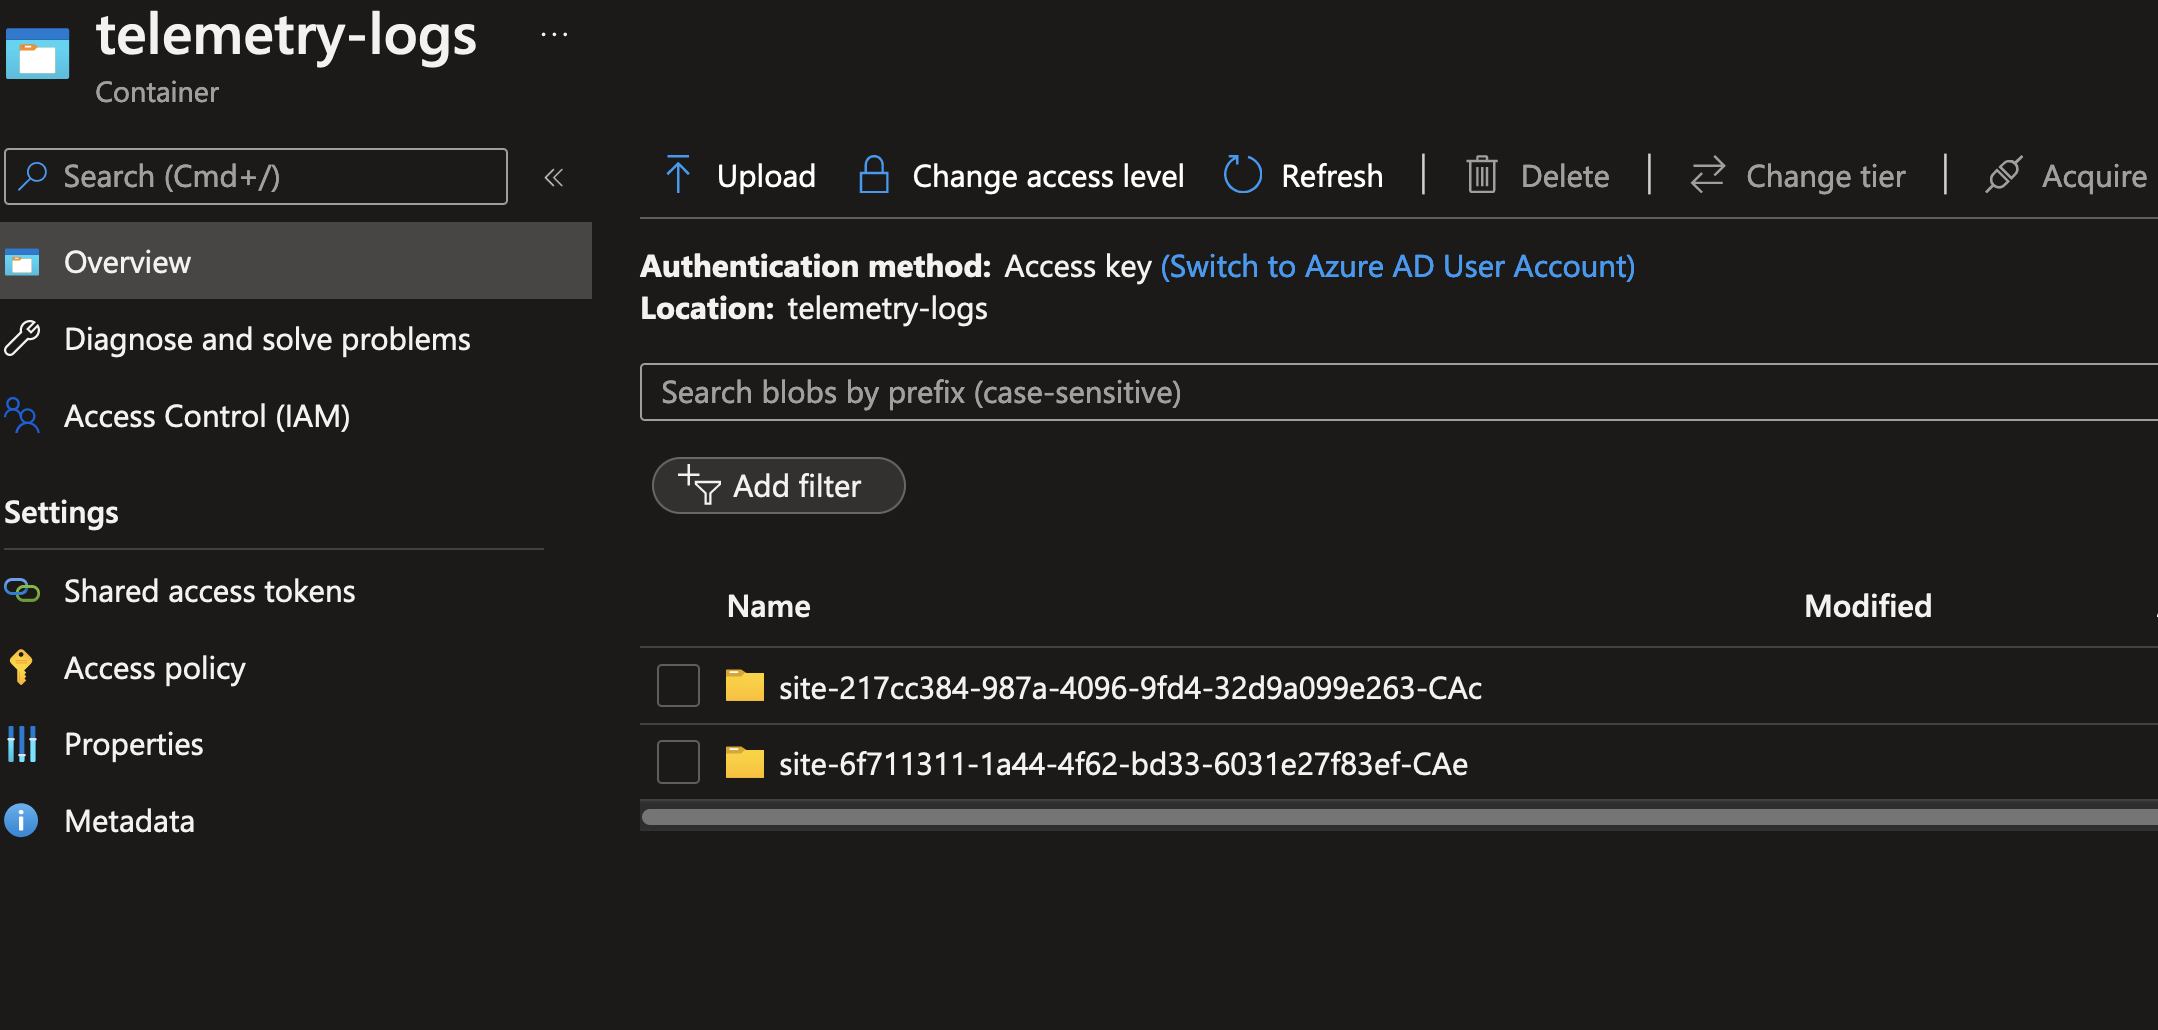 telemetry-logs ...
Container
Search (Cmd+/)
«
Upload
Change access level
Refresh
Delete
Change tier
Acquire
Overview
Diagnose and solve problems
Access Control (IAM)
Settings
Shared access tokens
Access policy
Properties
Metadata
Authentication method: Access key (Switch to Azure AD User Account)
Location: telemetry-logs
Search blobs by prefix (case-sensitive)
Add filter
Name Modified
site-217cc384-987a-4096-9fd4-32d9a099e263-CAc
site-6f711311-1a44-4f62-bd33-6031e27f83ef-CAe